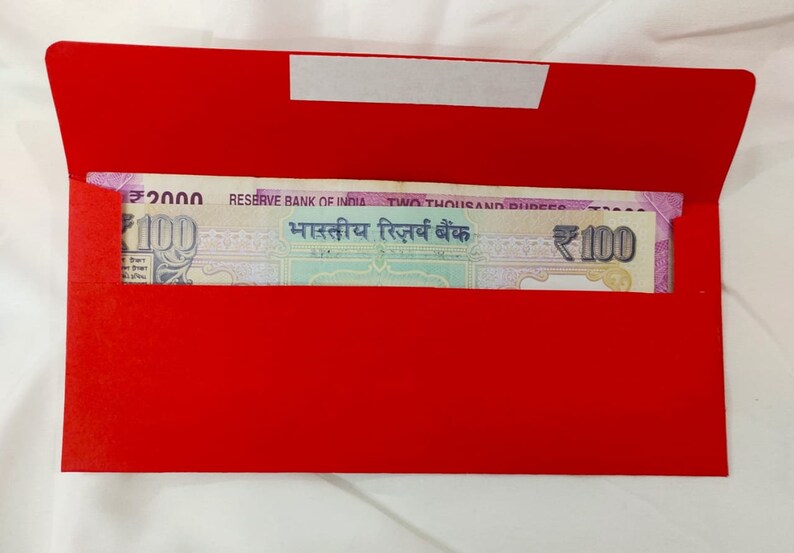 ₹2000 RESERVE BANK OF INDIA TWO THOUSAND RUPEES
₹100 भारतीय रिज़र्व बैंक ₹100